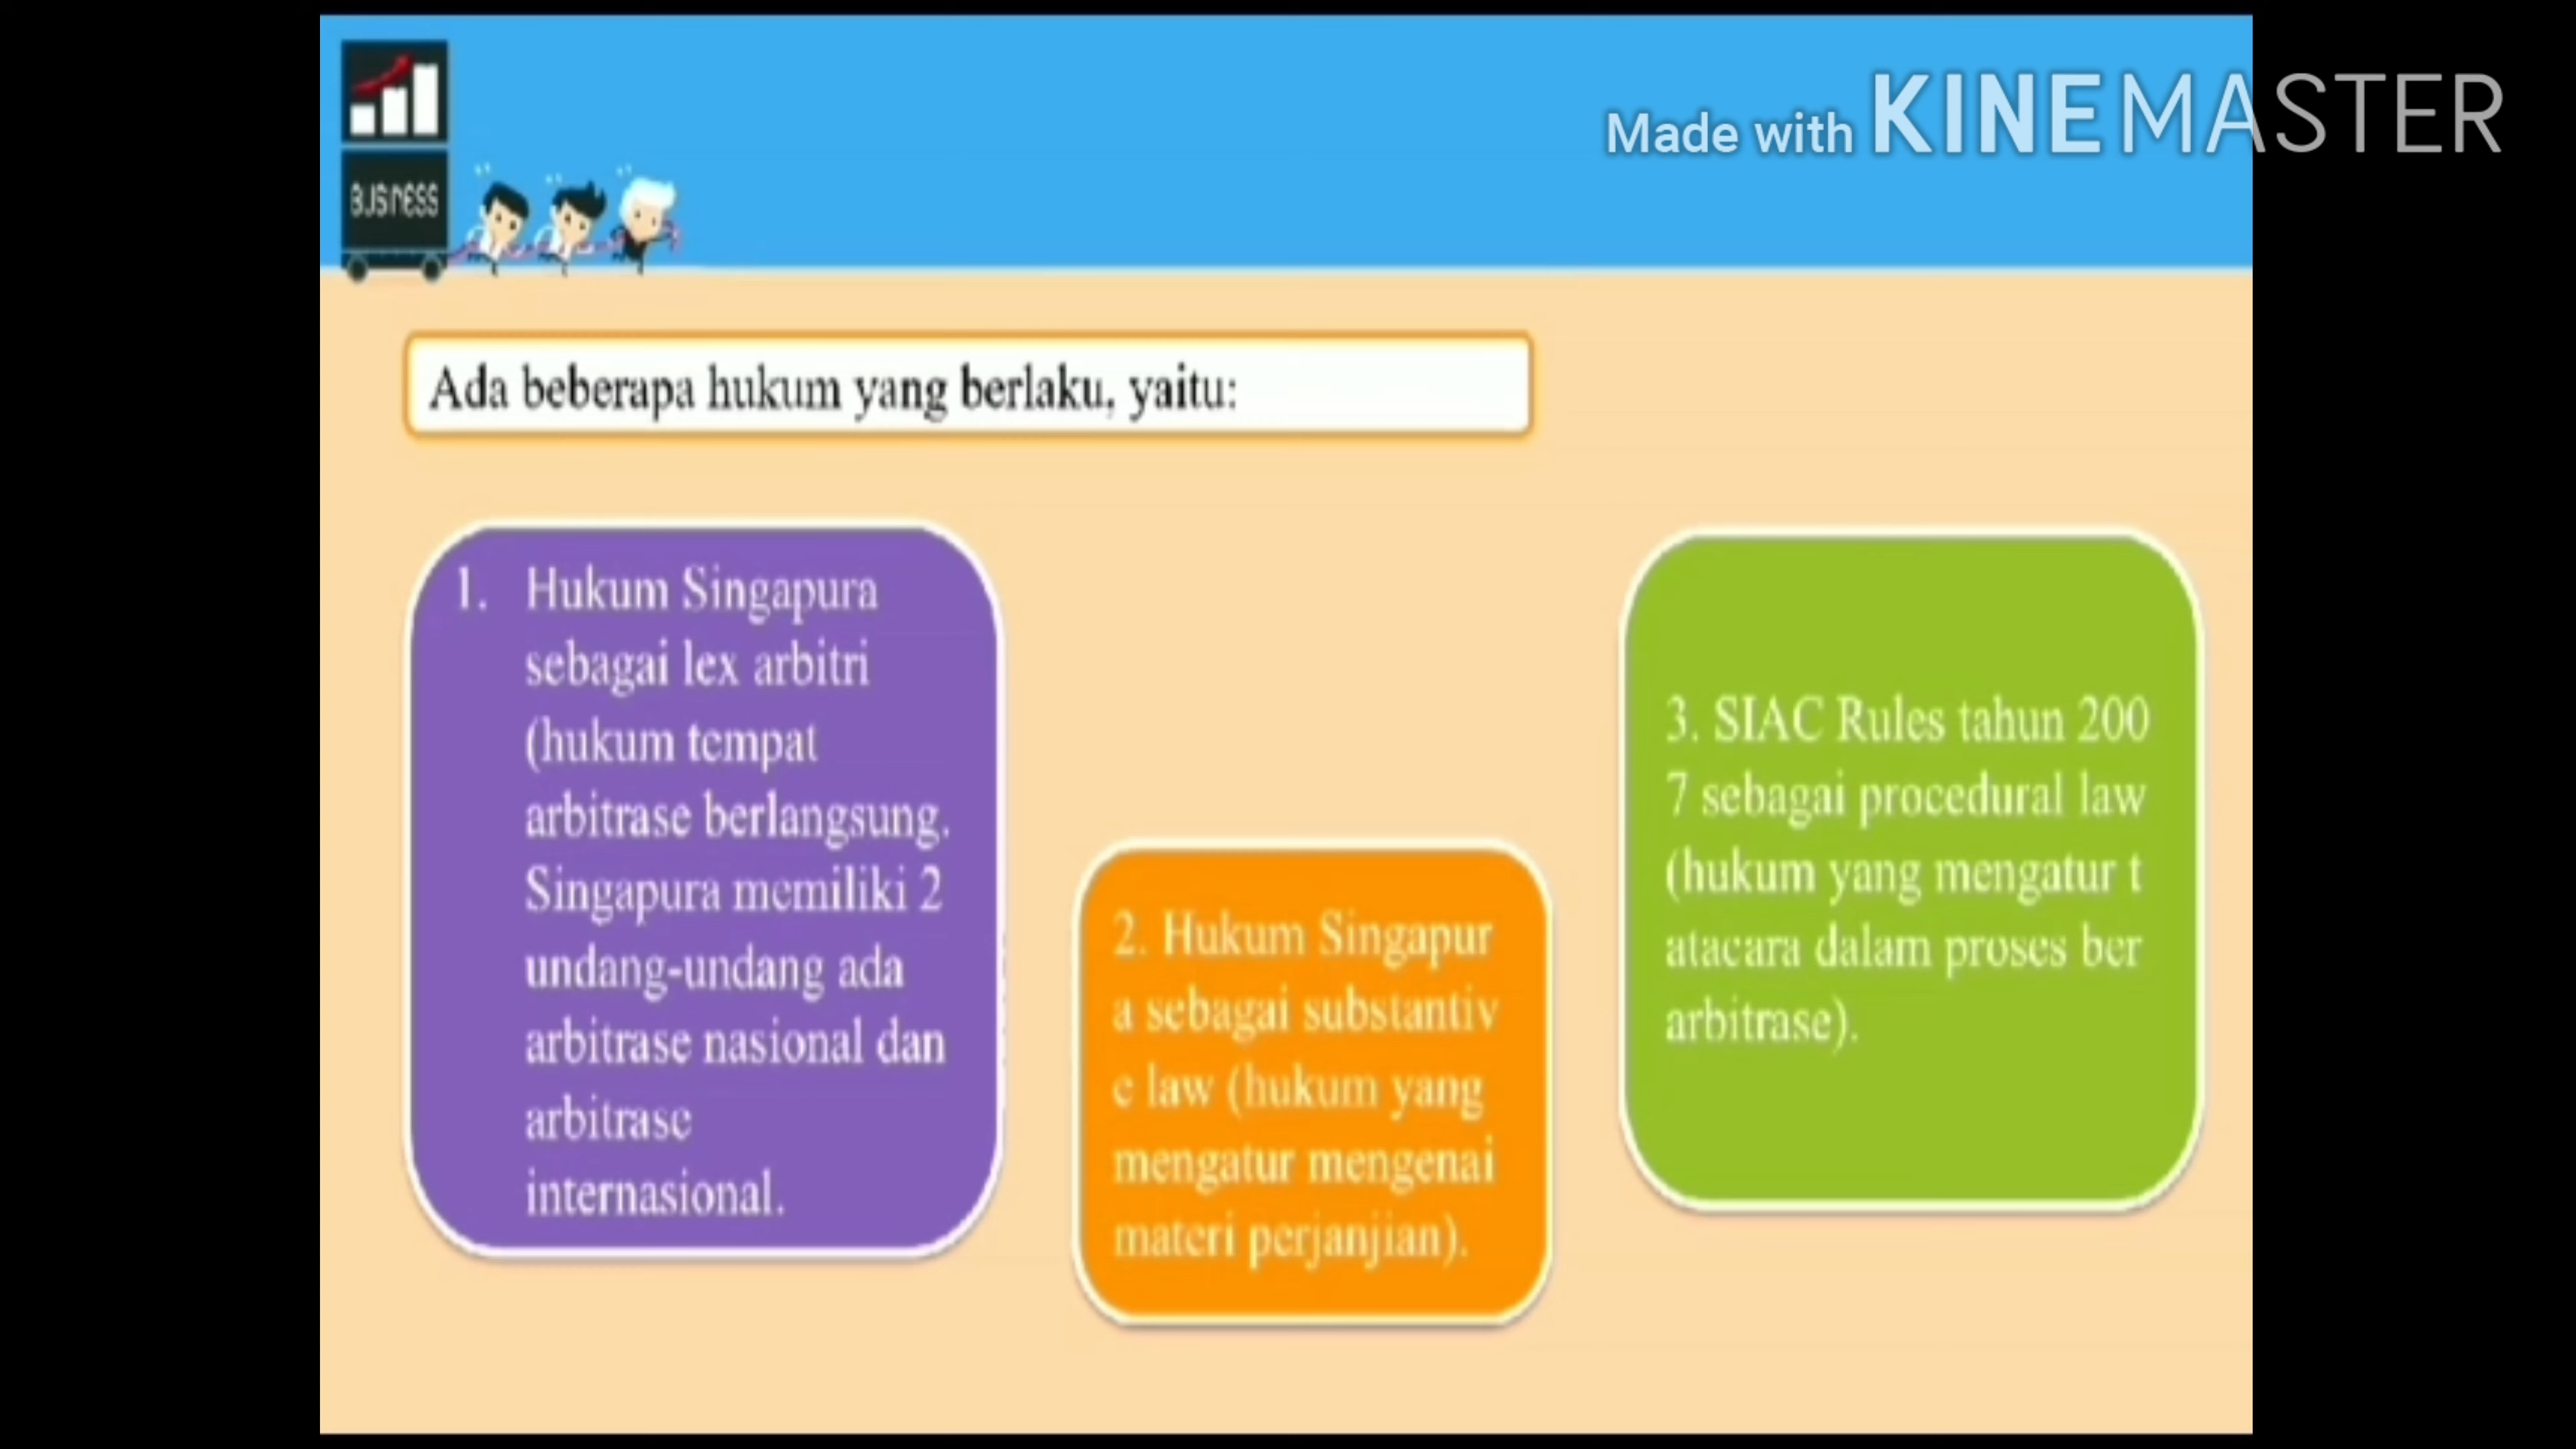 Made with KINEMASTER
BUSINESS
Ada beberapa hukum yang berlaku, yaitu:
1. Hukum Singapura
sebagai lex arbitri
(hukum tempat
arbitrase berlangsung.
Singapura memiliki 2
undang-undang ada
arbitrase nasional dan
arbitrase
internasional.
2. Hukum Singapur
a sebagai substantiv
e law (hukum yang
mengatur mengenai
materi perjanjian).
3. SIAC Rules tahun 200
7 sebagai procedural law
(hukum yang mengatur t
atacara dalam proses ber
arbitrase).